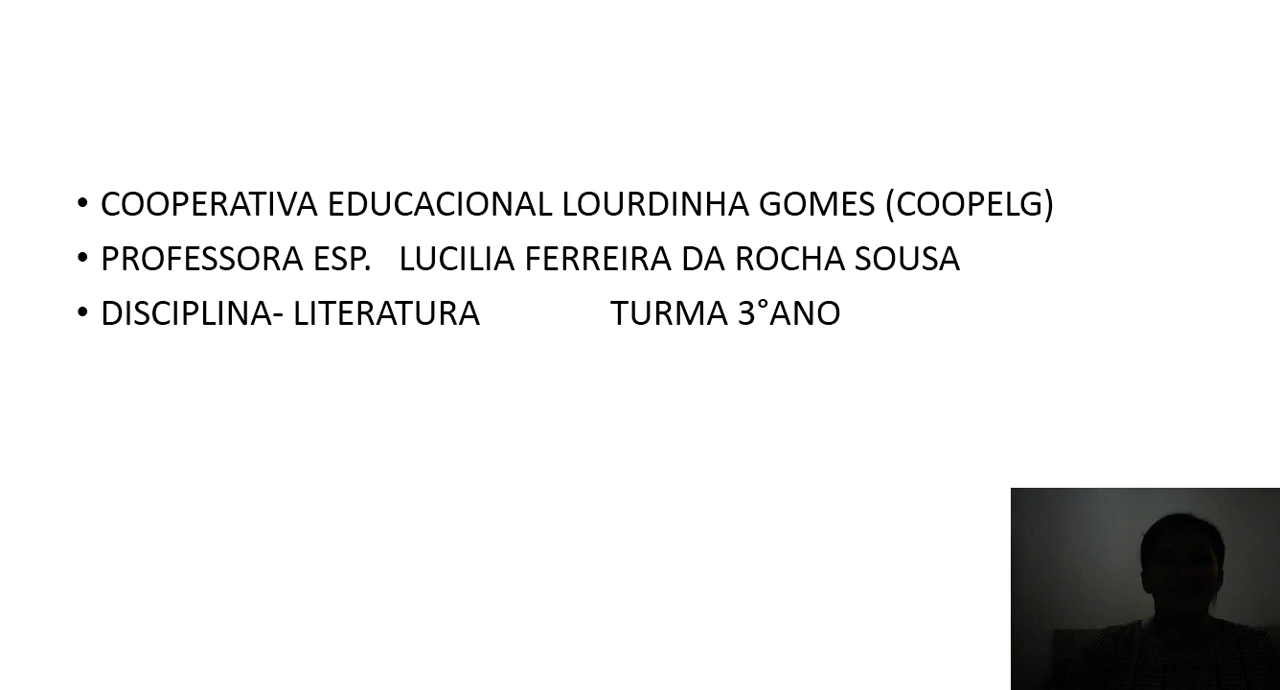 • COOPERATIVA EDUCACIONAL LOURDINHA GOMES (COOPELG)
• PROFESSORA ESP. LUCILIA FERREIRA DA ROCHA SOUSA
• DISCIPLINA- LITERATURA TURMA 3°ANO